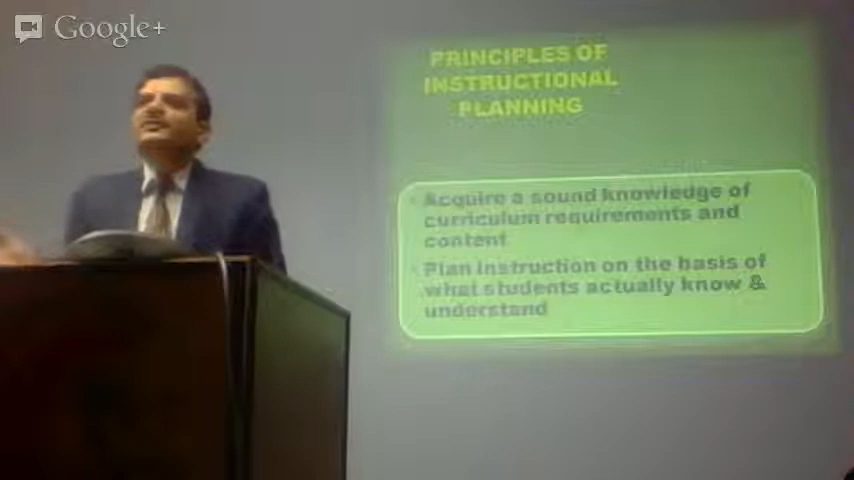 Google+
PRINCIPLES OF
INSTRUCTIONAL
PLANNING
Acquire a sound knowledge of
curriculum requirements and
content
Plan Instruction on the basis of
what students actually know &
understand